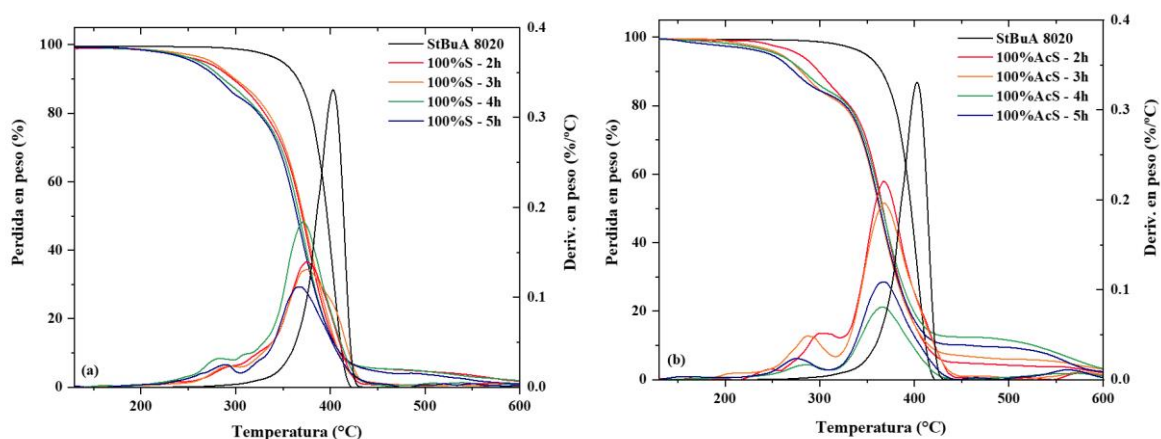 100
80
60
40
20
0
Perdida en peso (%)
StBuA 8020
100%S - 2h
100%S - 3h
100%S - 4h
100%S - 5h
(a)
0.4
0.3
0.2
0.1
0.0
Deriv. en peso (%/°C)
200
300
400
500
600
Temperatura (°C)
100
80
60
40
20
0
Perdida en peso (%)
StBuA 8020
100%AcS - 2h
100%AcS - 3h
100%AcS - 4h
100%AcS - 5h
(b)
0.4
0.3
0.2
0.1
0.0
Deriv. en peso (%/°C)
200
300
400
500
600
Temperatura (°C)